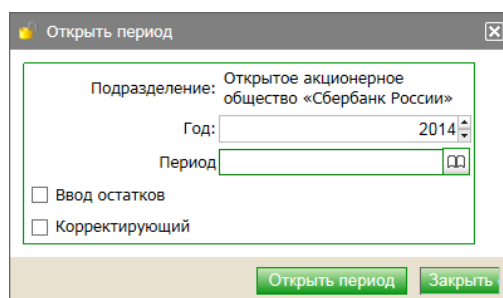 Открыть период
Подразделение: Открытое акционерное
общество «Сбербанк России»
Год: 2014
Период
Ввод остатков
Корректирующий
Открыть период Закрыть